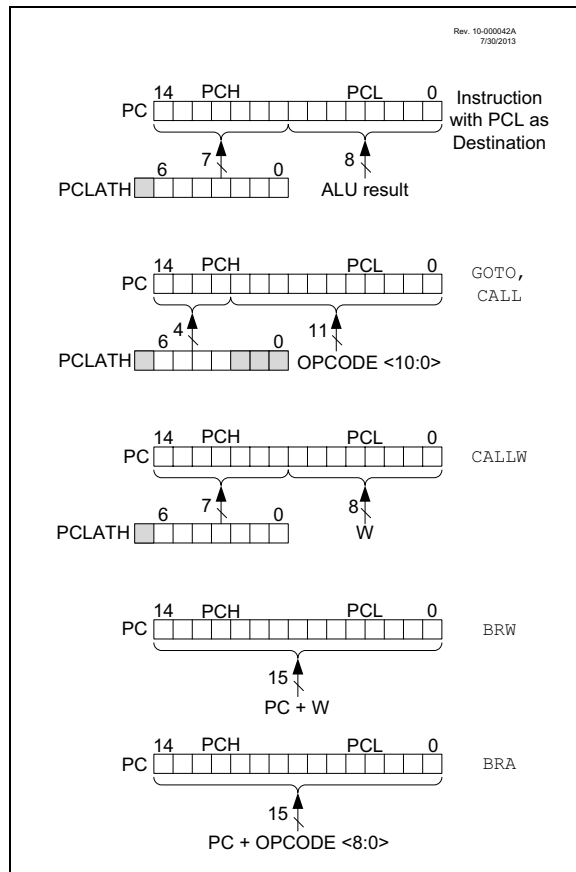 Rev. 10-000042A
7/30/2013
14 PCH PCL 0
PC
Instruction
with PCL as
Destination
7 8
6 0
PCLATH
ALU result
14 PCH PCL 0
PC
GOTO,
CALL
4 11
6 0
PCLATH
OPCODE <10:0>
14 PCH PCL 0
PC
CALLW
7 8
6 0
PCLATH
W
14 PCH PCL 0
PC
BRW
15
PC + W
14 PCH PCL 0
PC
BRA
15
PC + OPCODE <8:0>